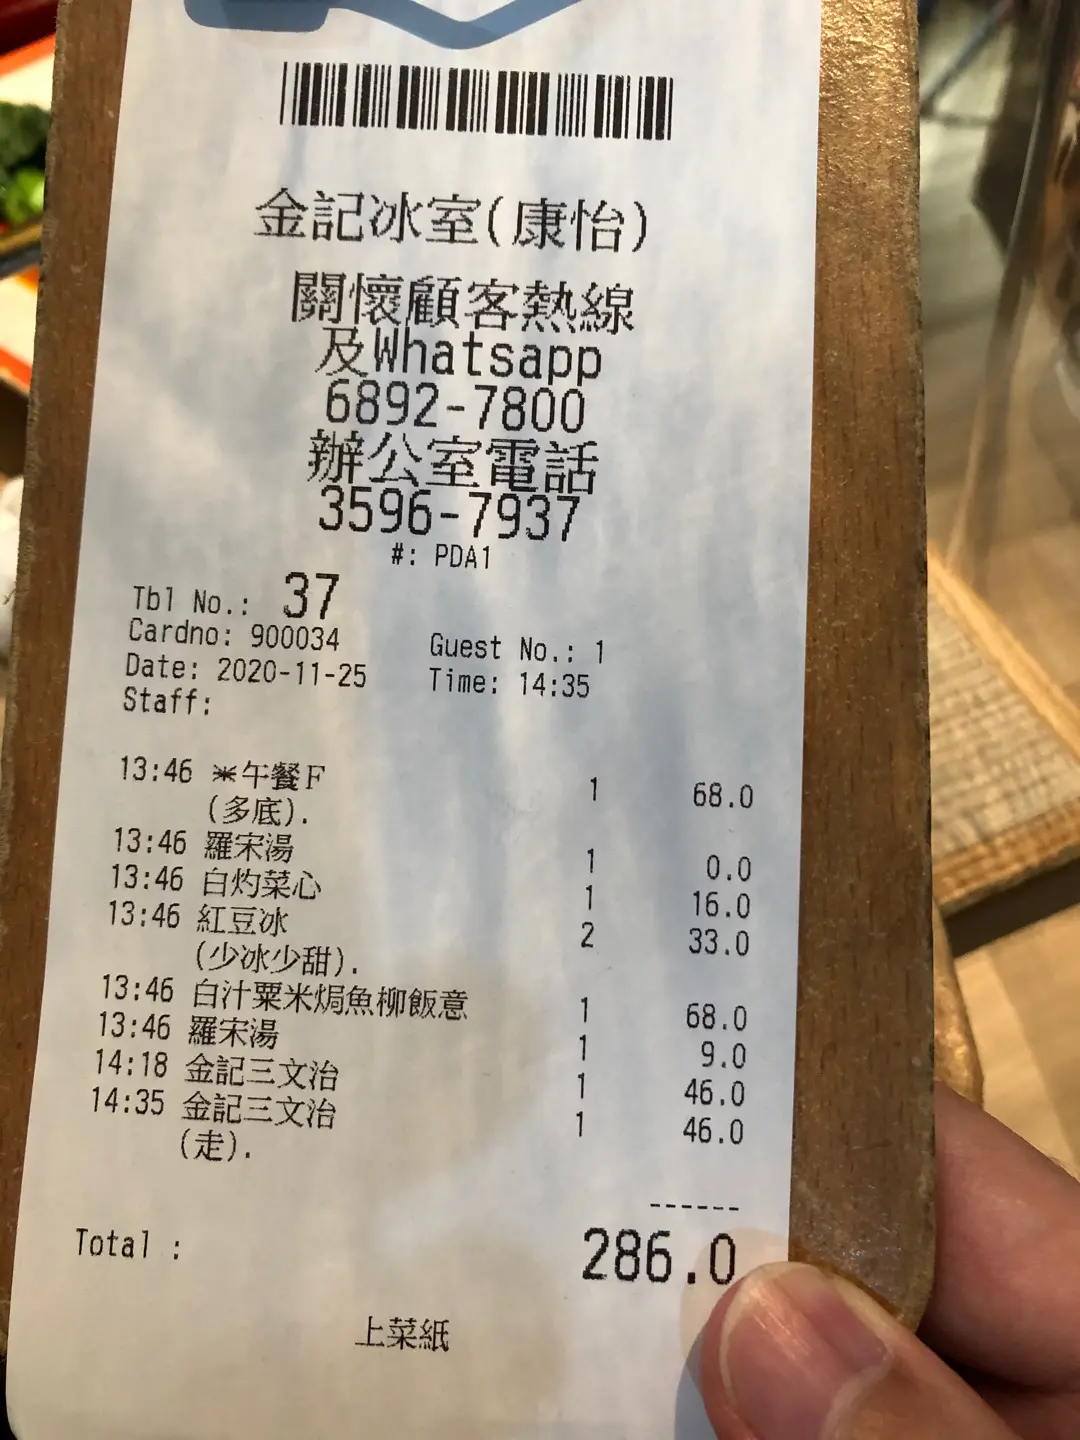 金記冰室(康怡)
關懷顧客熱線
及Whatsapp
6892-7800
辦公室電話
3596-7937
#: PDA1
Tbl No.: 37
Cardno: 900034 Guest No.: 1
Date: 2020-11-25 Time: 14:35
Staff:
13:46 ※午餐F 1 68.0
(多底).
13:46 羅宋湯 1 0.0
13:46 白灼菜心 1 16.0
13:46 紅豆冰 2 33.0
(少冰少甜).
13:46 白汁粟米焗魚柳飯意 1 68.0
13:46 羅宋湯 1 9.0
14:18 金記三文治 1 46.0
14:35 金記三文治 1 46.0
(走).
------
Total : 286.0
上菜紙